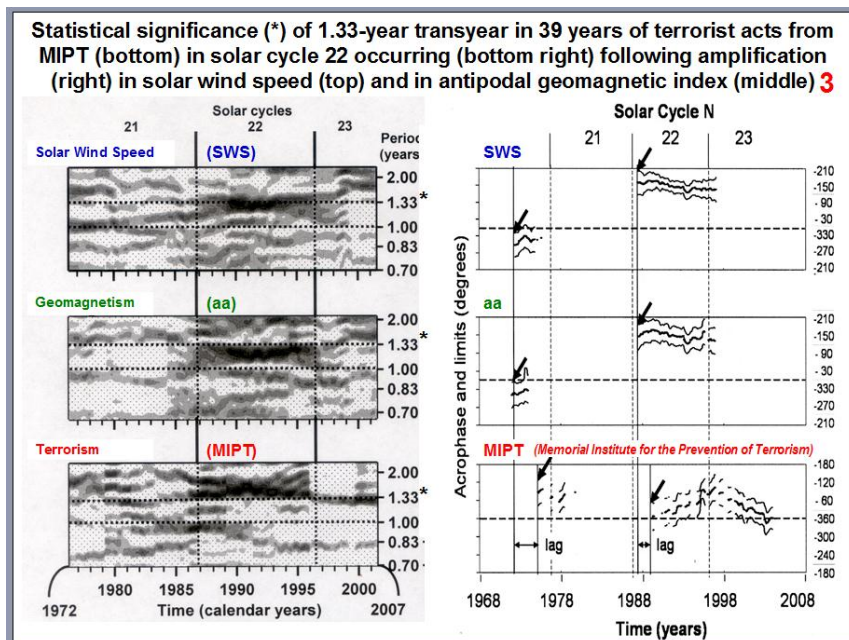 Statistical significance (*) of 1.33-year transyear in 39 years of terrorist acts from
MIPT (bottom) in solar cycle 22 occurring (bottom right) following amplification
(right) in solar wind speed (top) and in antipodal geomagnetic index (middle) 3
Solar cycles
21 22 23
Solar Wind Speed (SWS)
Period
(years)
2.00
1.33*
1.00
0.83
0.70
Geomagnetism (aa)
2.00
1.33*
1.00
0.83
0.70
Terrorism (MIPT)
2.00
1.33*
1.00
0.83
0.70
1980 1985 1990 1995 2000
1972 Time (calendar years) 2007
Solar Cycle N
21 22 23
SWS
-210
-150
-90
-30
-330
-270
-210
aa
-210
-150
-90
-30
-330
-270
-210
Acrophase and limits (degrees)
MIPT (Memorial Institute for the Prevention of Terrorism)
-180
-120
-60
-360
-300
-240
-180
lag lag
1968 1978 1988 1998 2008
Time (years)